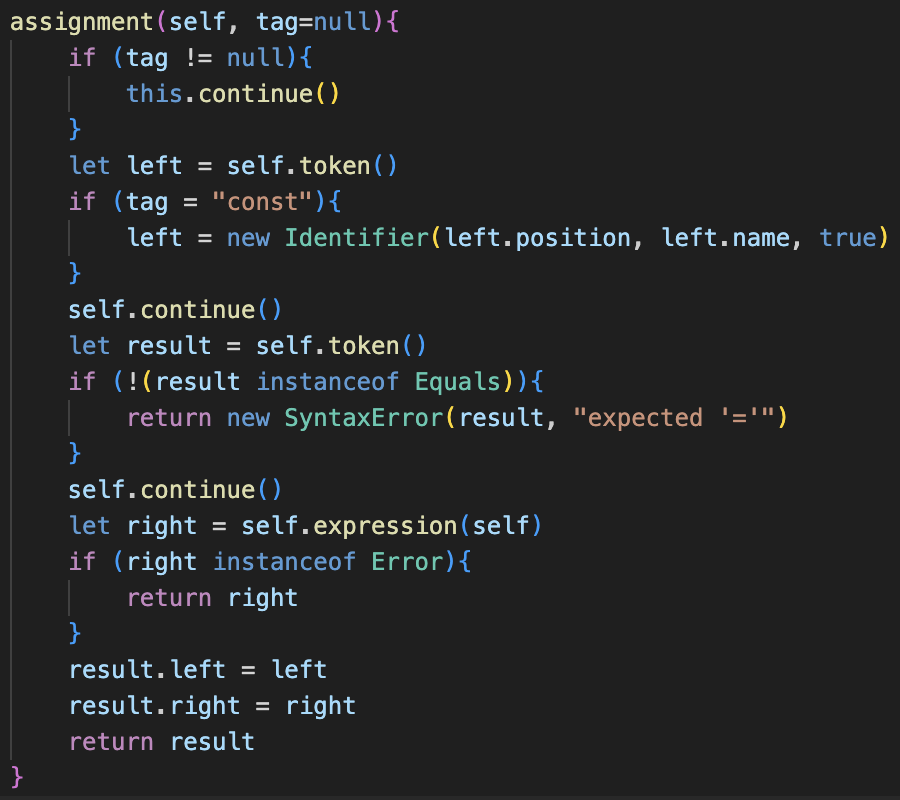 assignment(self, tag=null){
    if (tag != null){
        this.continue()
    }
    let left = self.token()
    if (tag = "const"){
        left = new Identifier(left.position, left.name, true)
    }
    self.continue()
    let result = self.token()
    if (!(result instanceof Equals)){
        return new SyntaxError(result, "expected '='")
    }
    self.continue()
    let right = self.expression(self)
    if (right instanceof Error){
        return right
    }
    result.left = left
    result.right = right
    return result
}